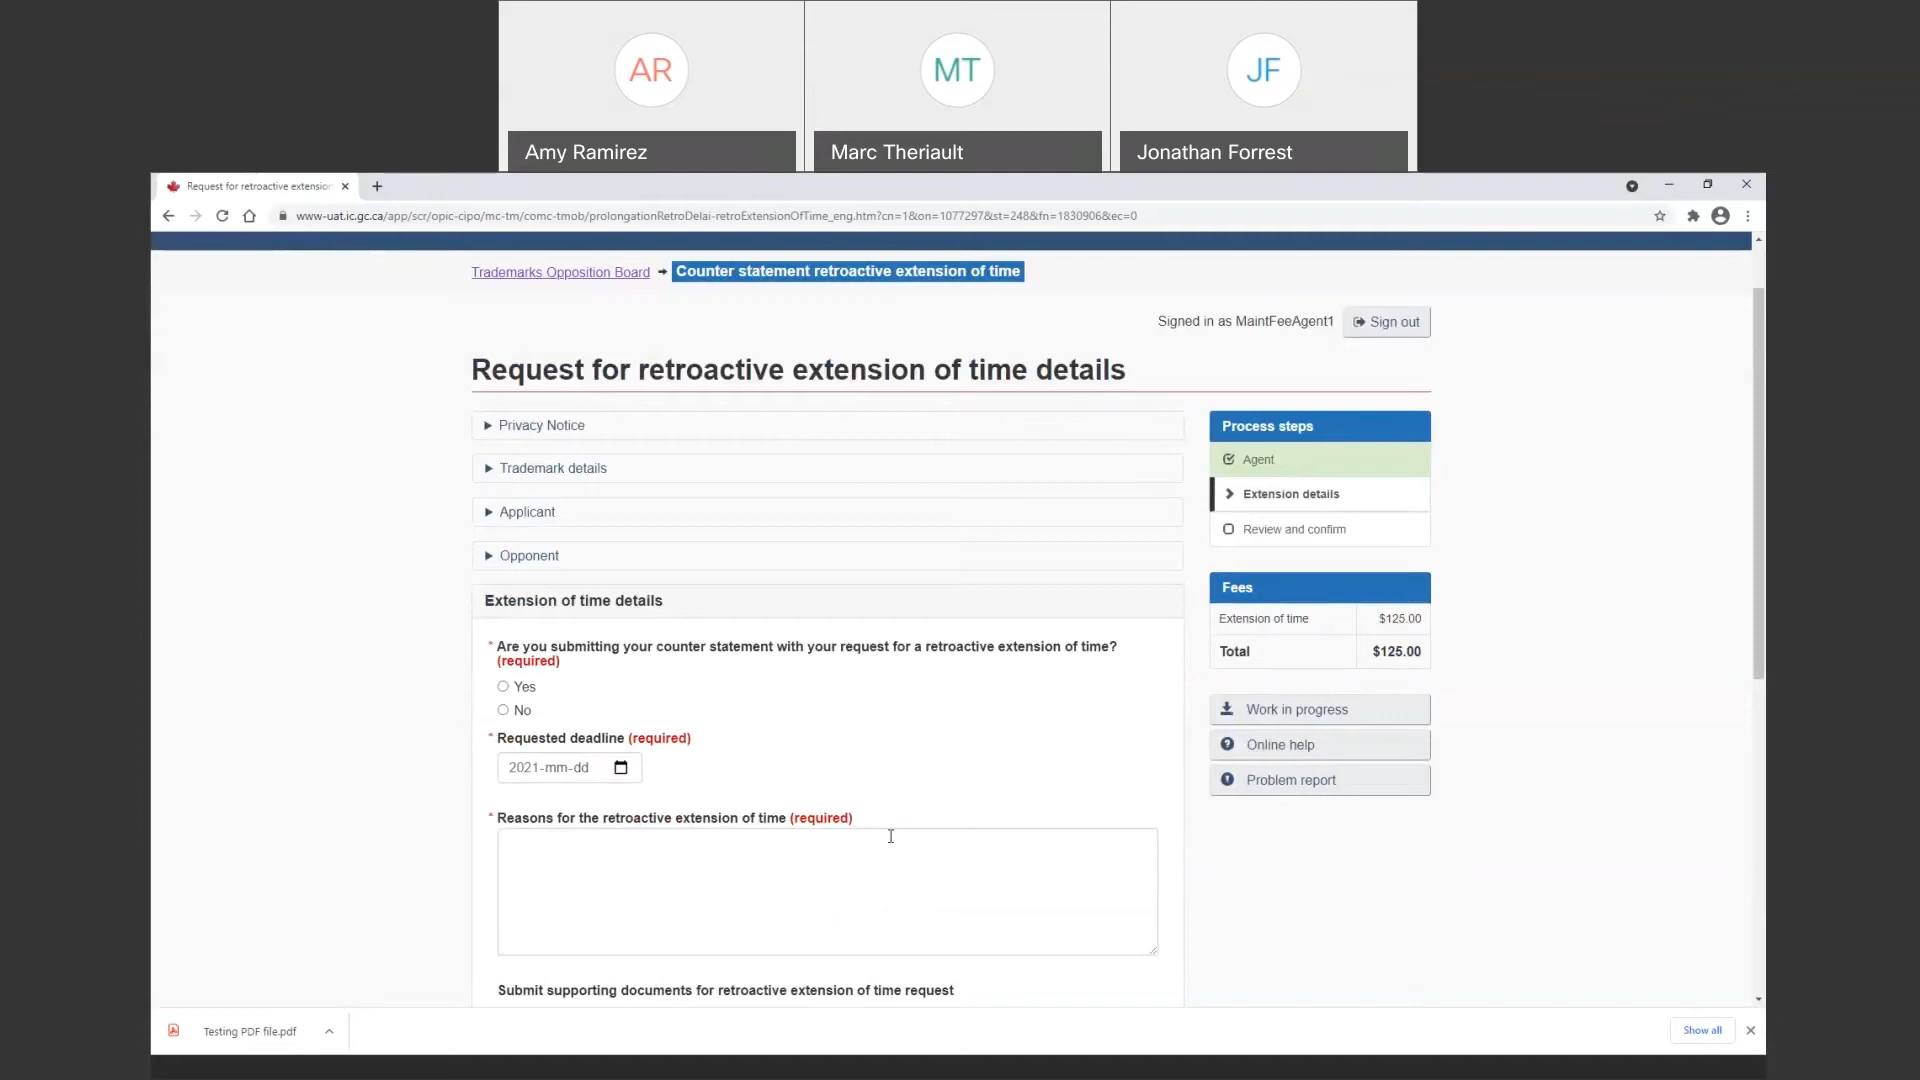 AR
MT
JF
Amy Ramirez
Marc Theriault
Jonathan Forrest
Request for retroactive extension
www-uat.ic.gc.ca/app/scr/opic-cipo/mc-tm/comc-tmob/prolongationRetroDelai-retroExtensionOfTime_eng.htm?cn=1&on=1077297&st=248&fn=1830906&ec=0
Trademarks Opposition Board → Counter statement retroactive extension of time
Signed in as MaintFeeAgent1
Sign out
Request for retroactive extension of time details
Privacy Notice
Trademark details
Applicant
Opponent
Extension of time details
* Are you submitting your counter statement with your request for a retroactive extension of time?
(required)
Yes
No
* Requested deadline (required)
2021-mm-dd
* Reasons for the retroactive extension of time (required)
Submit supporting documents for retroactive extension of time request
Process steps
Agent
Extension details
Review and confirm
Fees
Extension of time $125.00
Total $125.00
Work in progress
Online help
Problem report
Testing PDF file.pdf
Show all